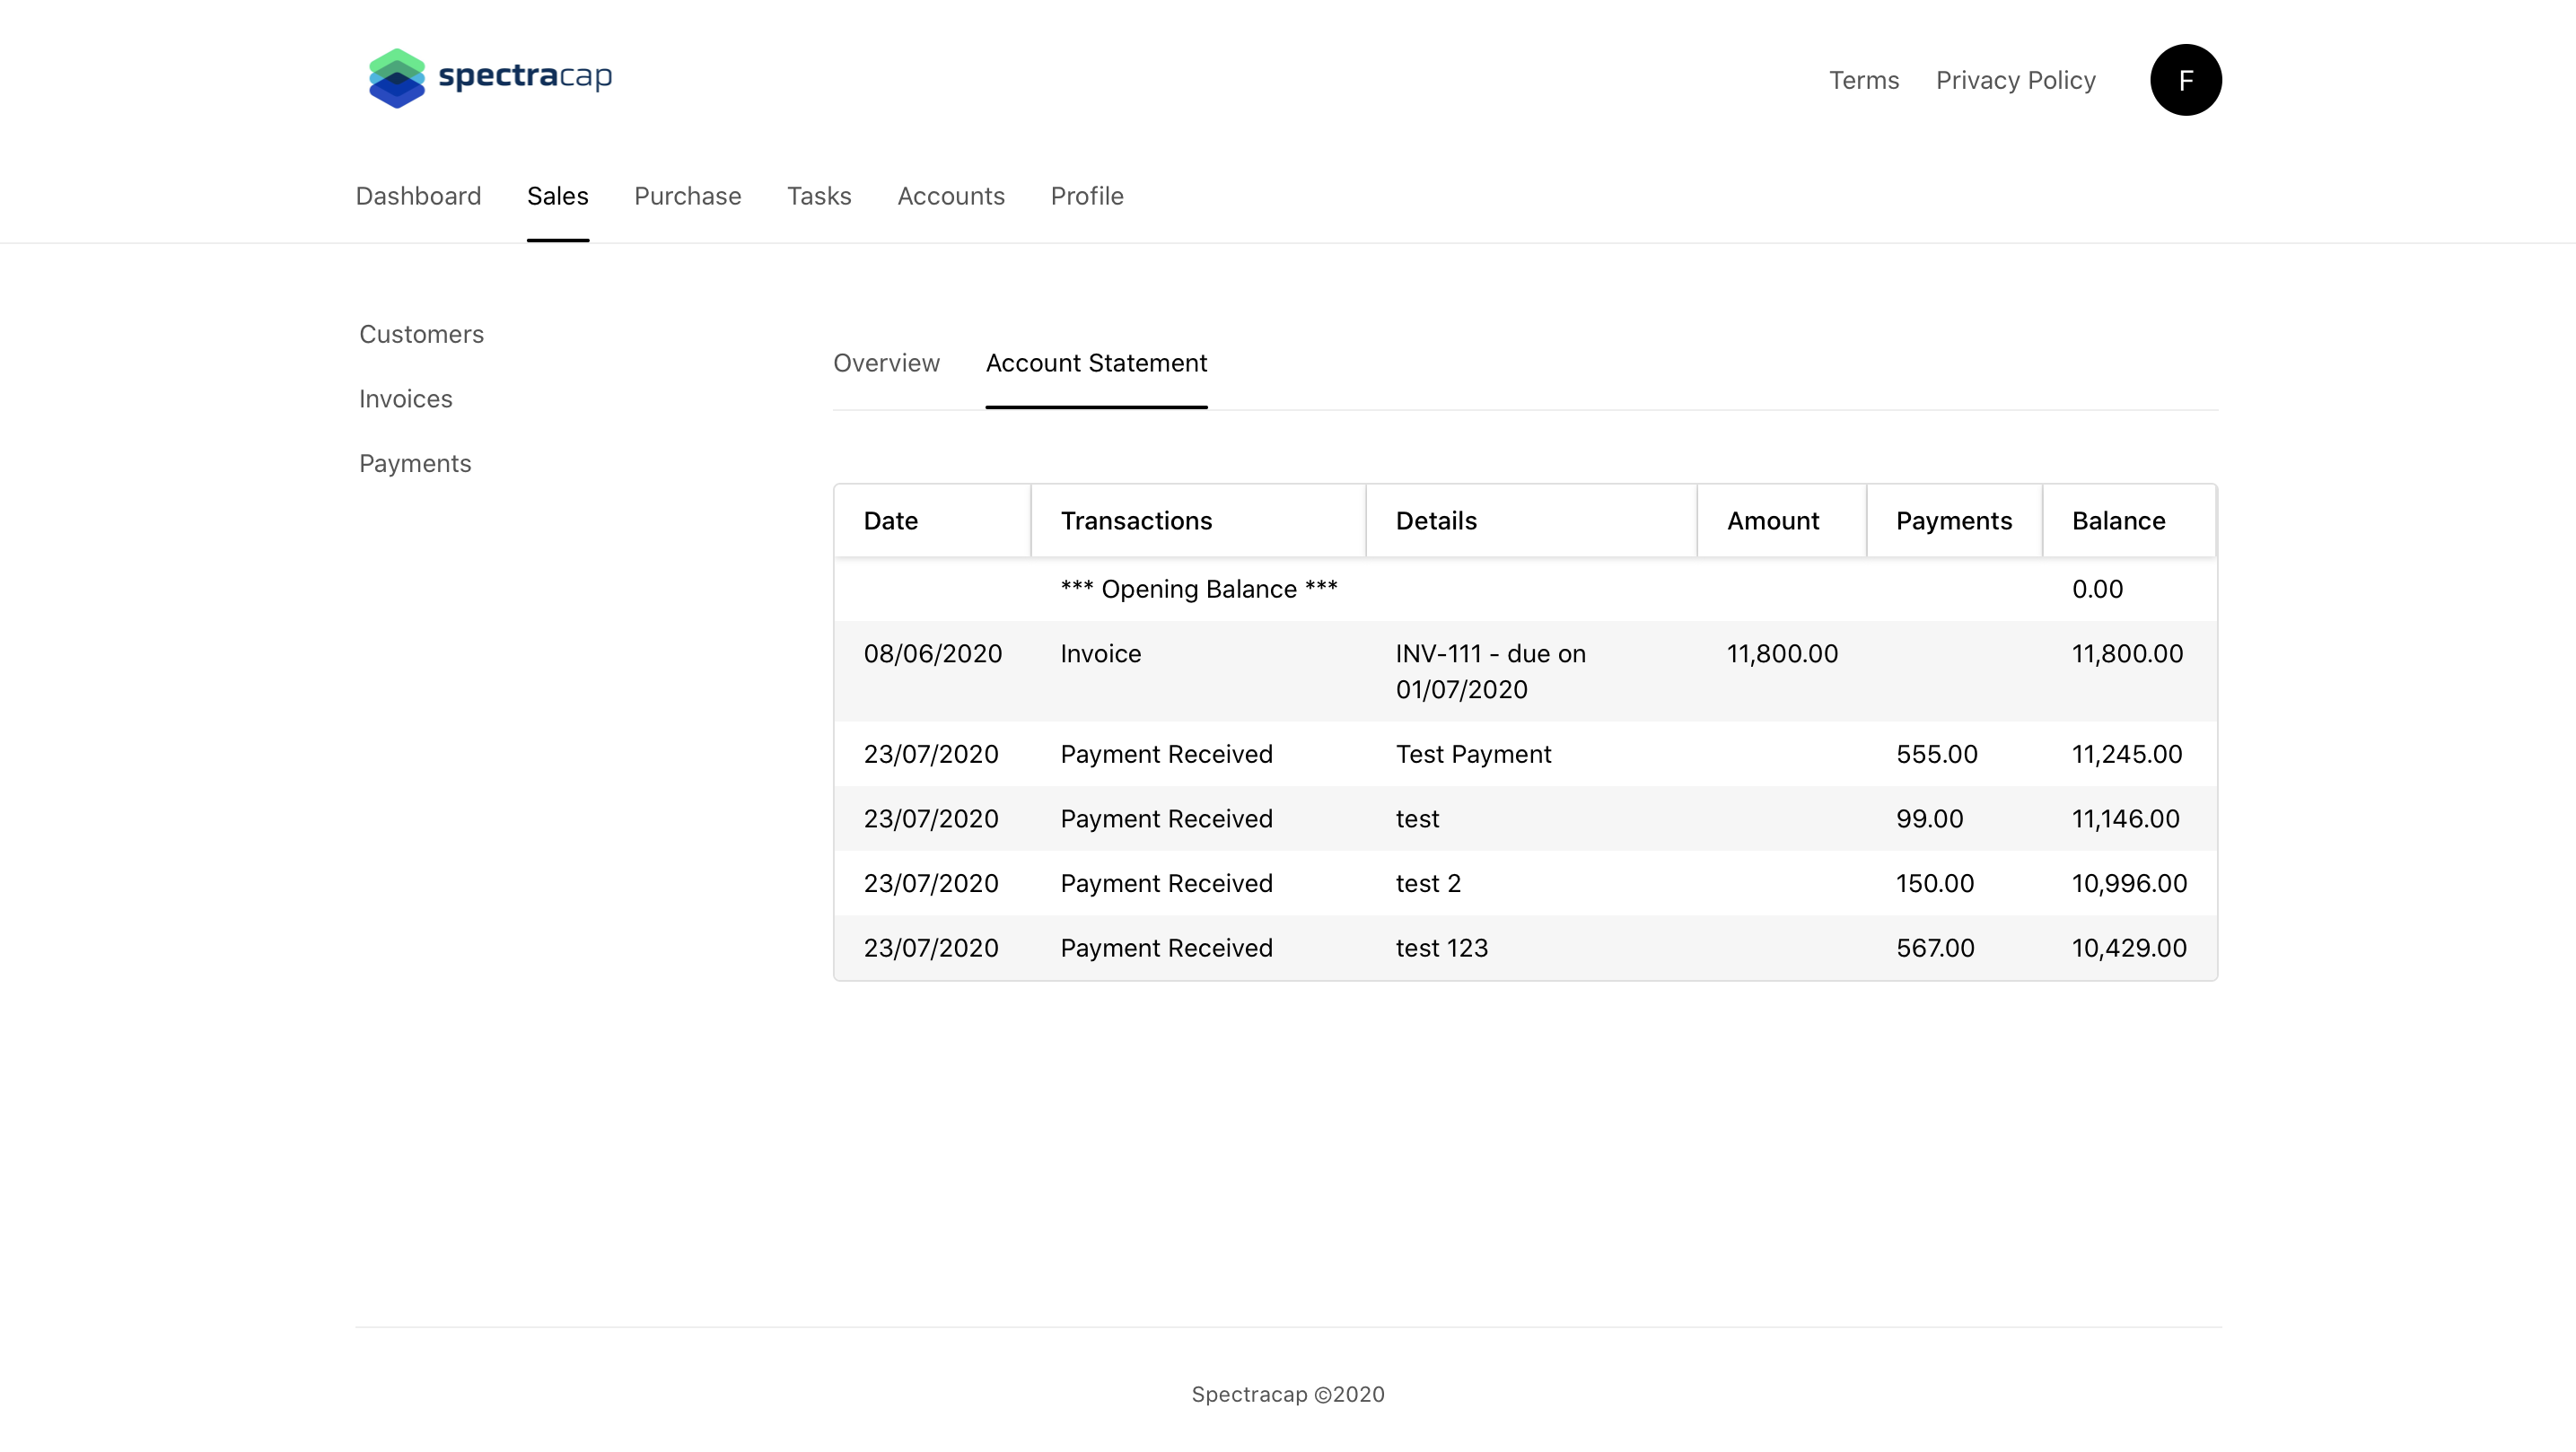 spectracap
Terms Privacy Policy F
Dashboard Sales Purchase Tasks Accounts Profile
Customers
Invoices
Payments
Overview Account Statement
Date Transactions Details Amount Payments Balance
*** Opening Balance *** 0.00
08/06/2020 Invoice INV-111 - due on 11,800.00 11,800.00
01/07/2020
23/07/2020 Payment Received Test Payment 555.00 11,245.00
23/07/2020 Payment Received test 99.00 11,146.00
23/07/2020 Payment Received test 2 150.00 10,996.00
23/07/2020 Payment Received test 123 567.00 10,429.00
Spectracap ©2020